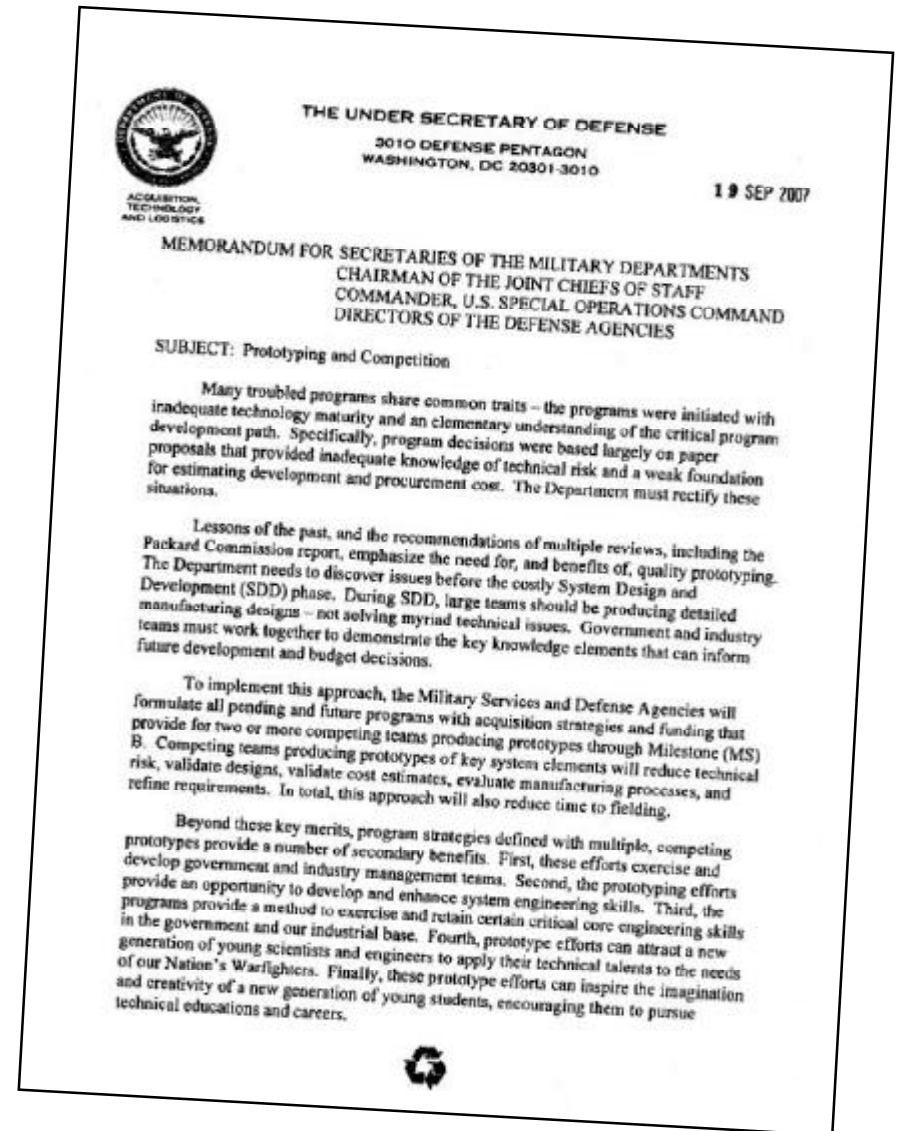 THE UNDER SECRETARY OF DEFENSE
3010 DEFENSE PENTAGON
WASHINGTON, DC 20301-3010
ACQUISITION,
TECHNOLOGY
AND LOGISTICS
19 SEP 2007
MEMORANDUM FOR SECRETARIES OF THE MILITARY DEPARTMENTS
CHAIRMAN OF THE JOINT CHIEFS OF STAFF
COMMANDER, U.S. SPECIAL OPERATIONS COMMAND
DIRECTORS OF THE DEFENSE AGENCIES
SUBJECT: Prototyping and Competition
Many troubled programs share common traits – the programs were initiated with
inadequate technology maturity and an elementary understanding of the critical program
development path. Specifically, program decisions were based largely on paper
proposals that provided inadequate knowledge of technical risk and a weak foundation
for estimating development and procurement cost. The Department must rectify these
situations.
Lessons of the past, and the recommendations of multiple reviews, including the
Packard Commission report, emphasize the need for, and benefits of, quality prototyping.
The Department needs to discover issues before the costly System Design and
Development (SDD) phase. During SDD, large teams should be producing detailed
manufacturing designs – not solving myriad technical issues. Government and industry
teams must work together to demonstrate the key knowledge elements that can inform
future development and budget decisions.
To implement this approach, the Military Services and Defense Agencies will
formulate all pending and future programs with acquisition strategies and funding that
provide for two or more competing teams producing prototypes through Milestone (MS)
B. Competing teams producing prototypes of key system elements will reduce technical
risk, validate designs, validate cost estimates, evaluate manufacturing processes, and
refine requirements. In total, this approach will also reduce time to fielding.
Beyond these key merits, program strategies defined with multiple, competing
prototypes provide a number of secondary benefits. First, these efforts exercise and
develop government and industry management teams. Second, the prototyping efforts
provide an opportunity to develop and enhance system engineering skills. Third, the
programs provide a method to exercise and retain certain critical core engineering skills
in the government and our industrial base. Fourth, prototype efforts can attract a new
generation of young scientists and engineers to apply their technical talents to the needs
of our Nation's Warfighters. Finally, these prototype efforts can inspire the imagination
and creativity of a new generation of young students, encouraging them to pursue
technical educations and careers.